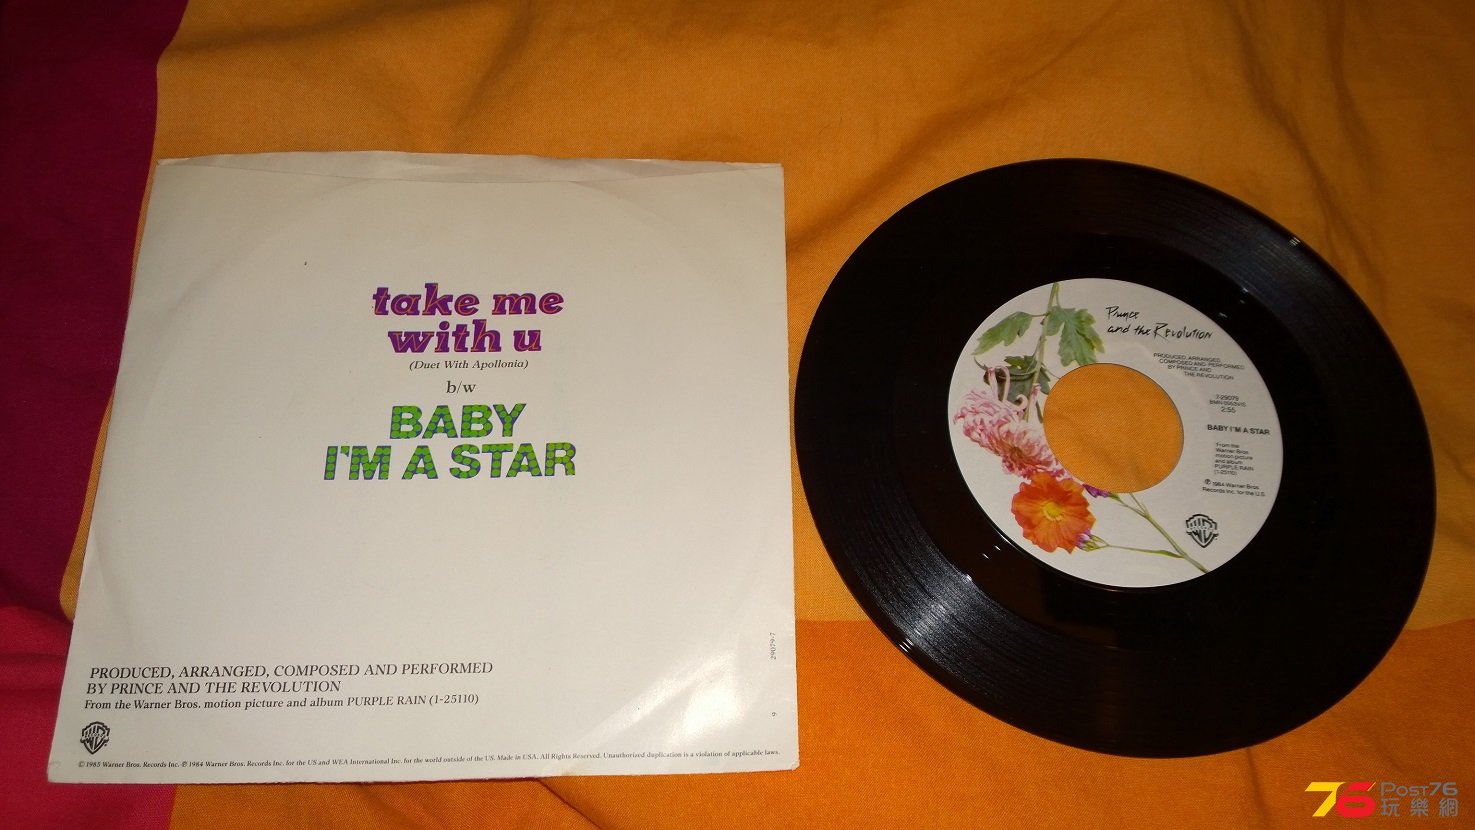 take me
with u
(Duet With Apollonia)
b/w
BABY
I'M A STAR
29079-7
9
PRODUCED, ARRANGED, COMPOSED AND PERFORMED
BY PRINCE AND THE REVOLUTION
From the Warner Bros. motion picture and album PURPLE RAIN (1-25110)
© 1985 Warner Bros. Records Inc. ℗ 1984 Warner Bros. Records Inc. for the US and WEA International Inc. for the world outside of the US. Made in USA. All Rights Reserved. Unauthorized duplication is a violation of applicable laws.
Prince
and the Revolution
PRODUCED, ARRANGED,
COMPOSED AND PERFORMED
BY PRINCE AND
THE REVOLUTION
7-29079
2:55
BABY I'M A STAR
From the
Warner Bros.
motion picture
and album
PURPLE RAIN
(1-25110)
℗ 1984 Warner Bros.
Records Inc. for the U.S.
76 Post76
玩樂網